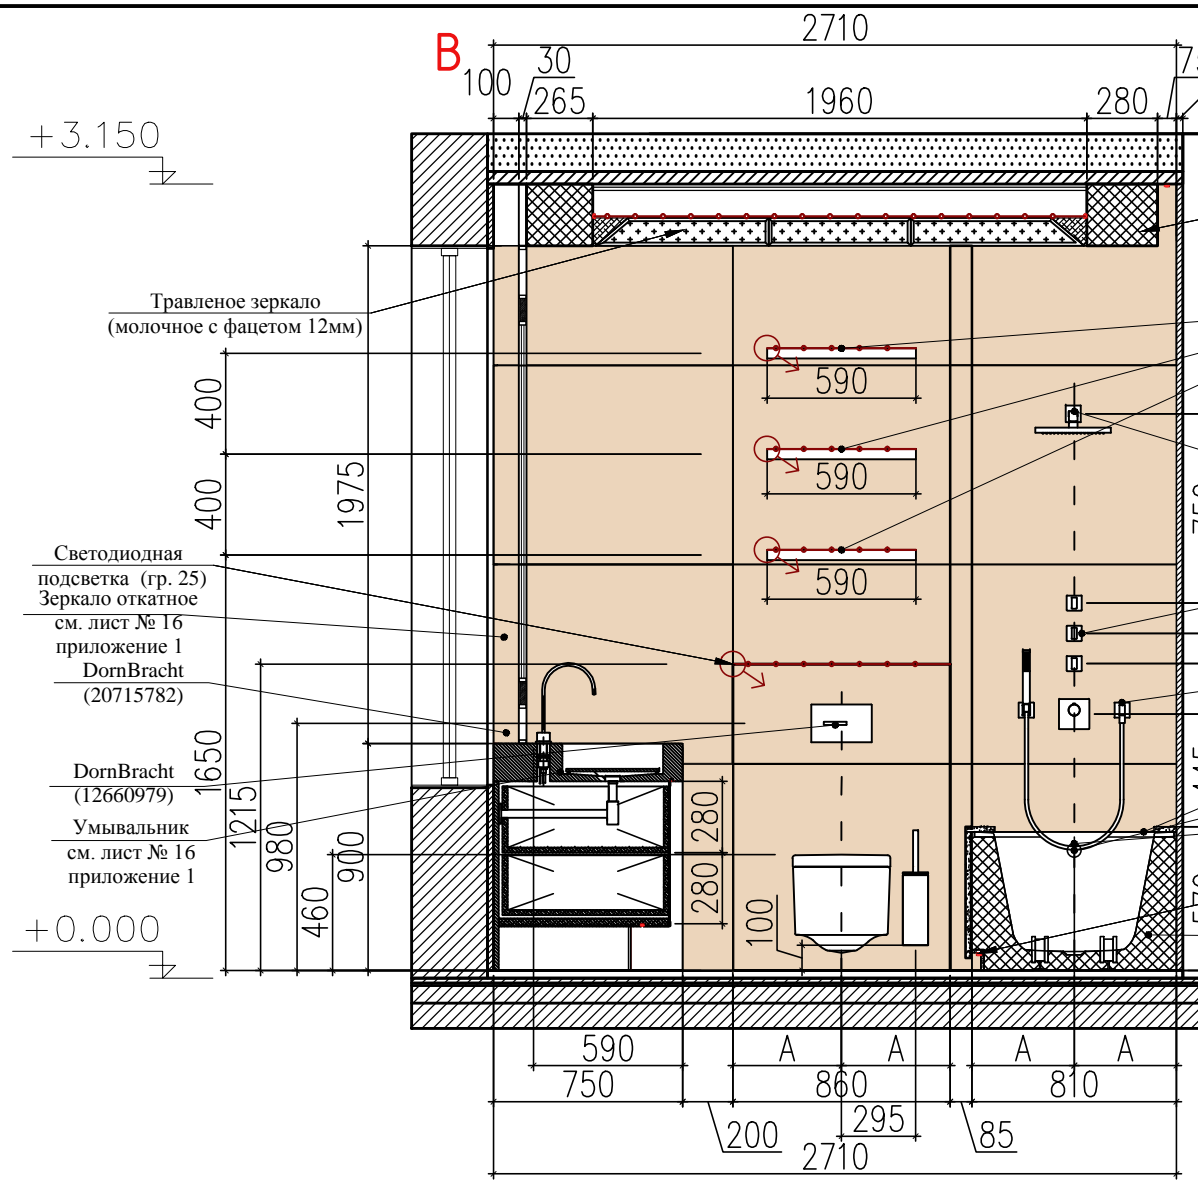 B
2710
100
30
265
1960
280
+3.150
Травленое зеркало
(молочное с фацетом 12мм)
400
400
1975
590
590
590
Светодиодная
подсветка (гр. 25)
Зеркало откатное
см. лист № 16
приложение 1
DornBracht
(20715782)
DornBracht
(12660979)
Умывальник
см. лист № 16
приложение 1
1650
1215
980
460
900
280
280
100
+0.000
590
A
A
A
A
750
860
810
200
295
85
2710